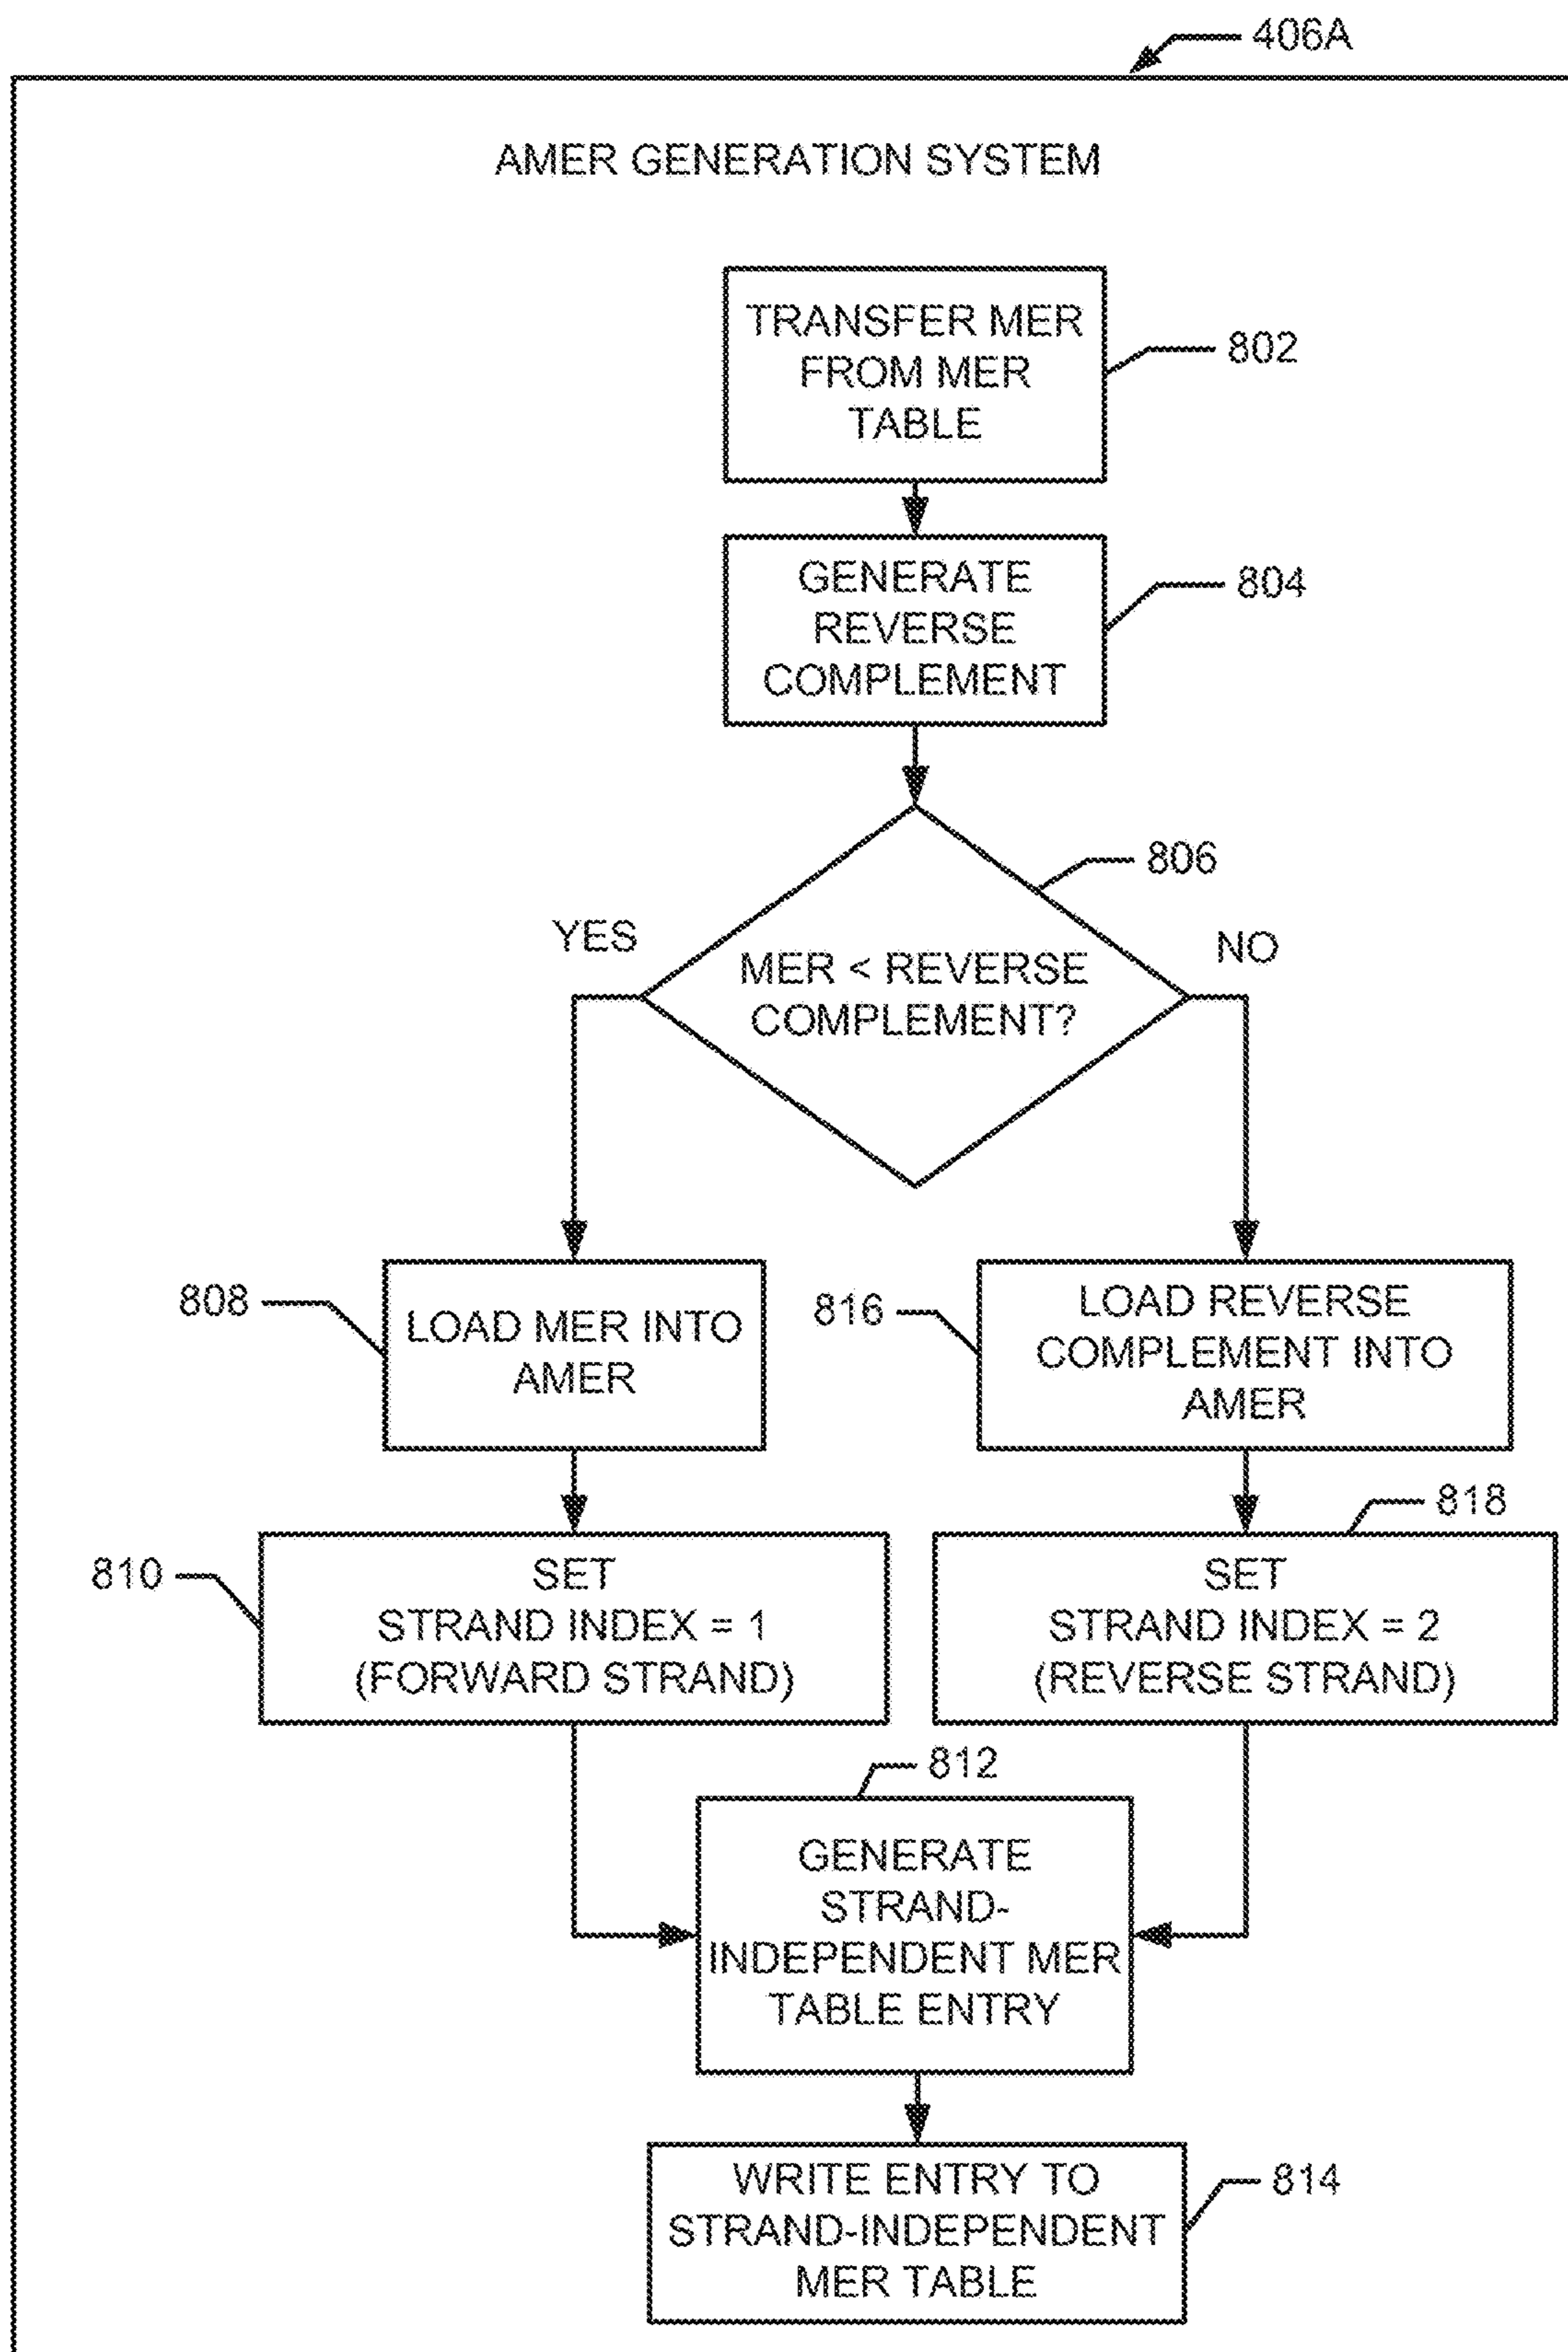 406A
AMER GENERATION SYSTEM
TRANSFER MER
FROM MER
TABLE
802
GENERATE
REVERSE
COMPLEMENT
804
806
YES
NO
MER < REVERSE
COMPLEMENT?
808
LOAD MER INTO
AMER
816
LOAD REVERSE
COMPLEMENT INTO
AMER
810
SET
STRAND INDEX = 1
(FORWARD STRAND)
818
SET
STRAND INDEX = 2
(REVERSE STRAND)
812
GENERATE
STRAND-
INDEPENDENT MER
TABLE ENTRY
WRITE ENTRY TO
STRAND-INDEPENDENT
MER TABLE
814